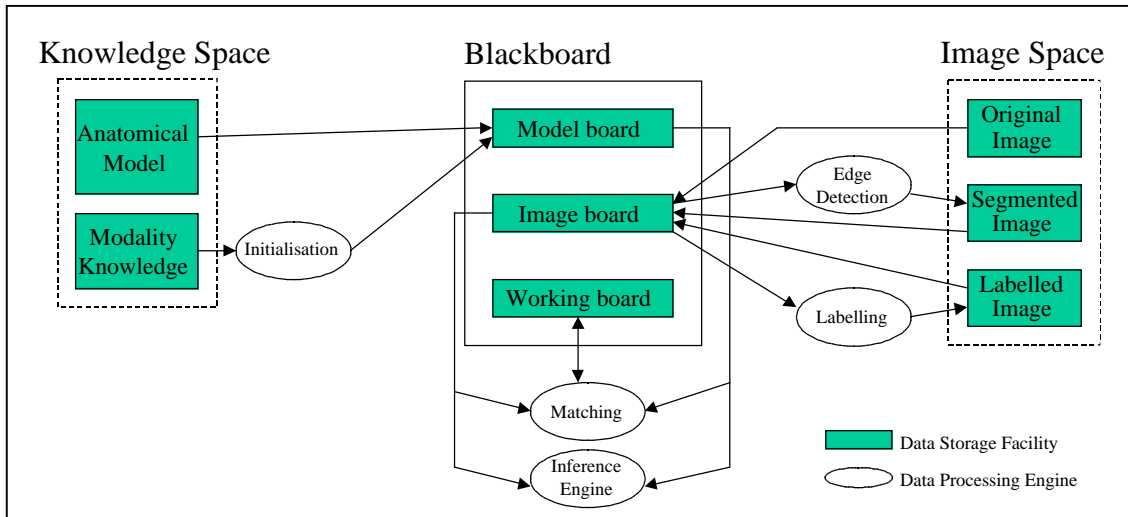 Knowledge Space
Anatomical
Model
Modality
Knowledge
Initialisation
Blackboard
Model board
Image board
Working board
Matching
Inference
Engine
Edge
Detection
Labelling
Image Space
Original
Image
Segmented
Image
Labelled
Image
Data Storage Facility
Data Processing Engine